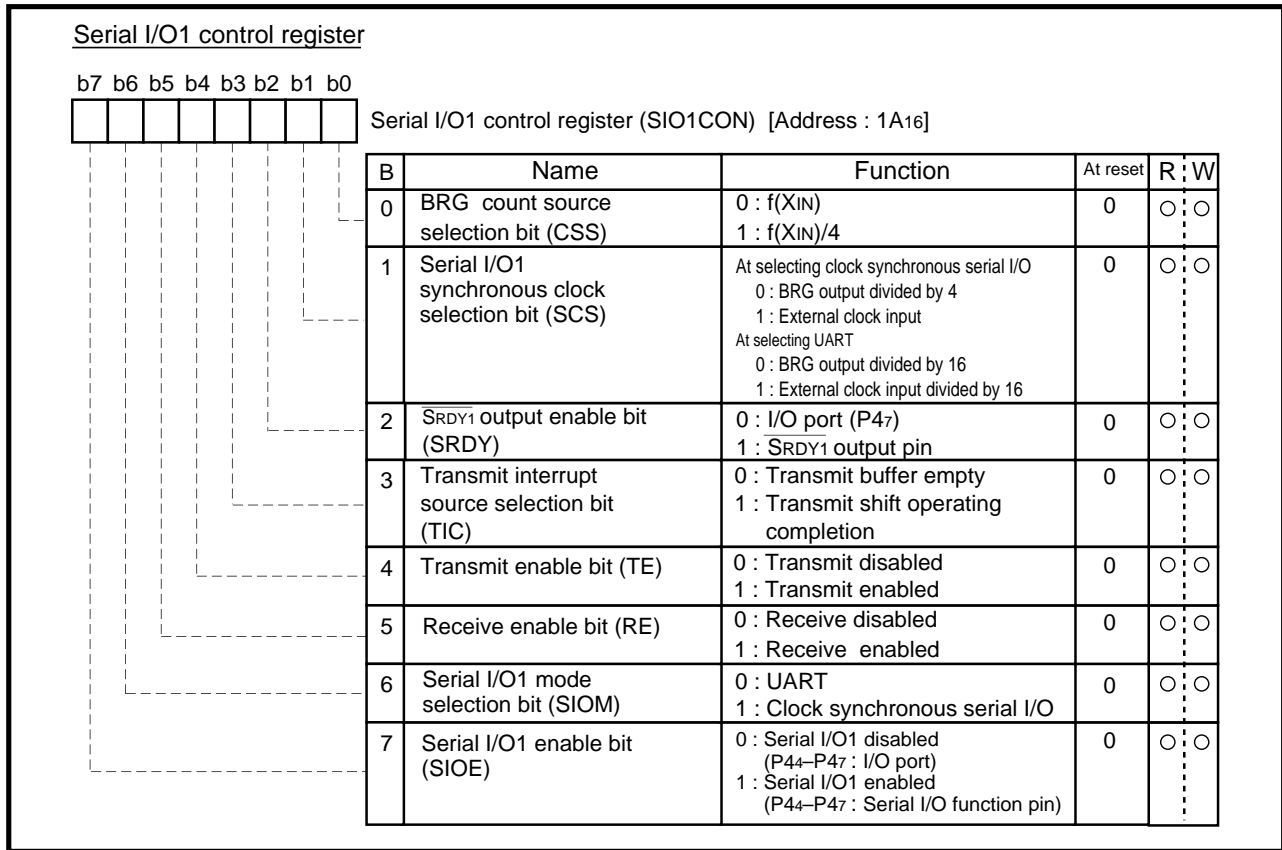 Serial I/O1 control register
b7 b6 b5 b4 b3 b2 b1 b0
Serial I/O1 control register (SIO1CON) [Address : 1A16]
B Name Function At reset R W
0 BRG count source selection bit (CSS)
0 : f(XIN)
1 : f(XIN)/4
0 ○ ○
1 Serial I/O1
synchronous clock
selection bit (SCS)
At selecting clock synchronous serial I/O
0 : BRG output divided by 4
1 : External clock input
At selecting UART
0 : BRG output divided by 16
1 : External clock input divided by 16
0 ○ ○
2 SRDY1 output enable bit
(SRDY)
0 : I/O port (P47)
1 : SRDY1 output pin
0 ○ ○
3 Transmit interrupt
source selection bit
(TIC)
0 : Transmit buffer empty
1 : Transmit shift operating
completion
0 ○ ○
4 Transmit enable bit (TE)
0 : Transmit disabled
1 : Transmit enabled
0 ○ ○
5 Receive enable bit (RE)
0 : Receive disabled
1 : Receive enabled
0 ○ ○
6 Serial I/O1 mode
selection bit (SIOM)
0 : UART
1 : Clock synchronous serial I/O
0 ○ ○
7 Serial I/O1 enable bit
(SIOE)
0 : Serial I/O1 disabled
(P44–P47 : I/O port)
1 : Serial I/O1 enabled
(P44–P47 : Serial I/O function pin)
0 ○ ○